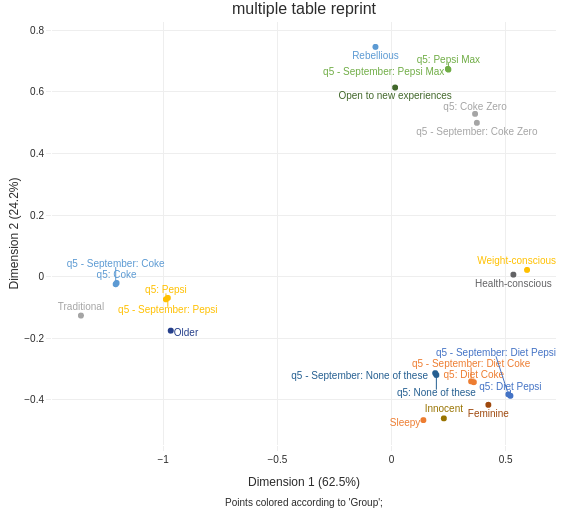 multiple table reprint
0.8
Rebellious
q5: Pepsi Max
q5 - September: Pepsi Max
0.6
Open to new experiences
q5: Coke Zero
q5 - September: Coke Zero
0.4
Dimension 2 (24.2%)
0.2
q5 - September: Coke
q5: Coke
Weight-conscious
0
Health-conscious
q5: Pepsi
Traditional
q5 - September: Pepsi
Older
−0.2
q5 - September: Diet Pepsi
q5 - September: Diet Coke
q5 - September: None of these
q5: Diet Coke
q5: Diet Pepsi
q5: None of these
−0.4
Innocent
Feminine
Sleepy
−1
−0.5
0
0.5
Dimension 1 (62.5%)
Points colored according to 'Group';